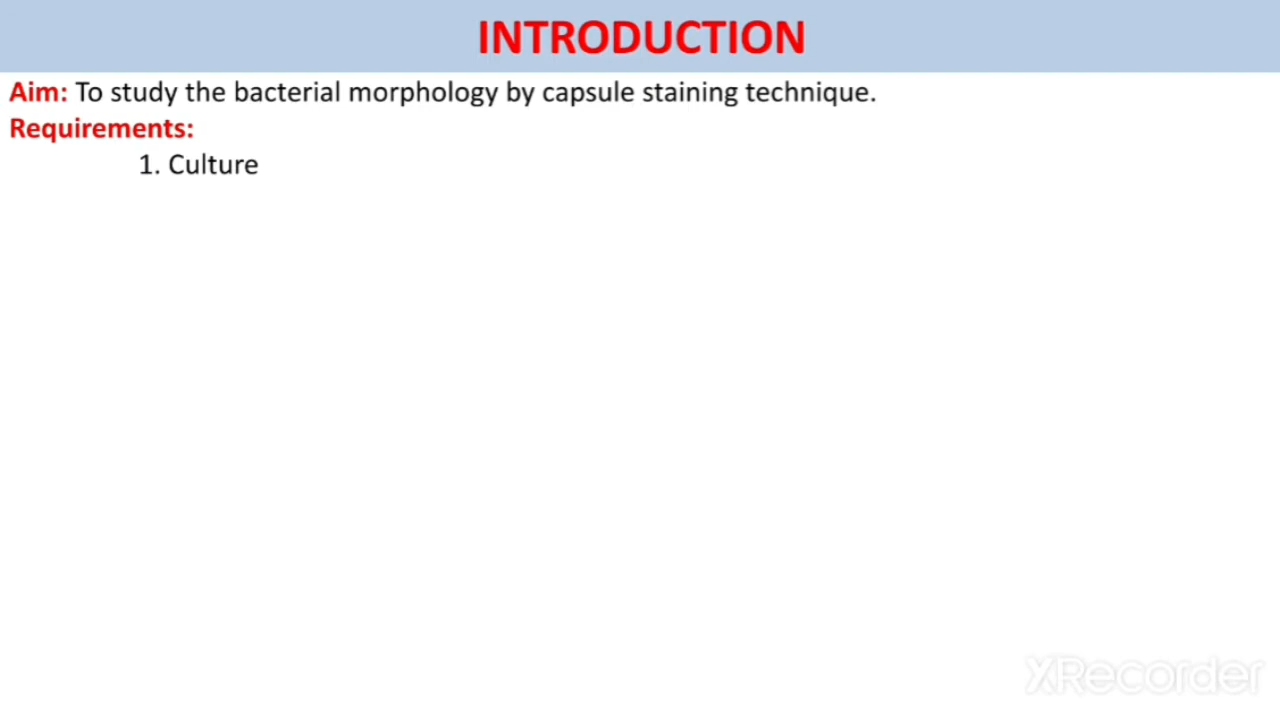 INTRODUCTION
Aim: To study the bacterial morphology by capsule staining technique.
Requirements:
1. Culture
XRecorder